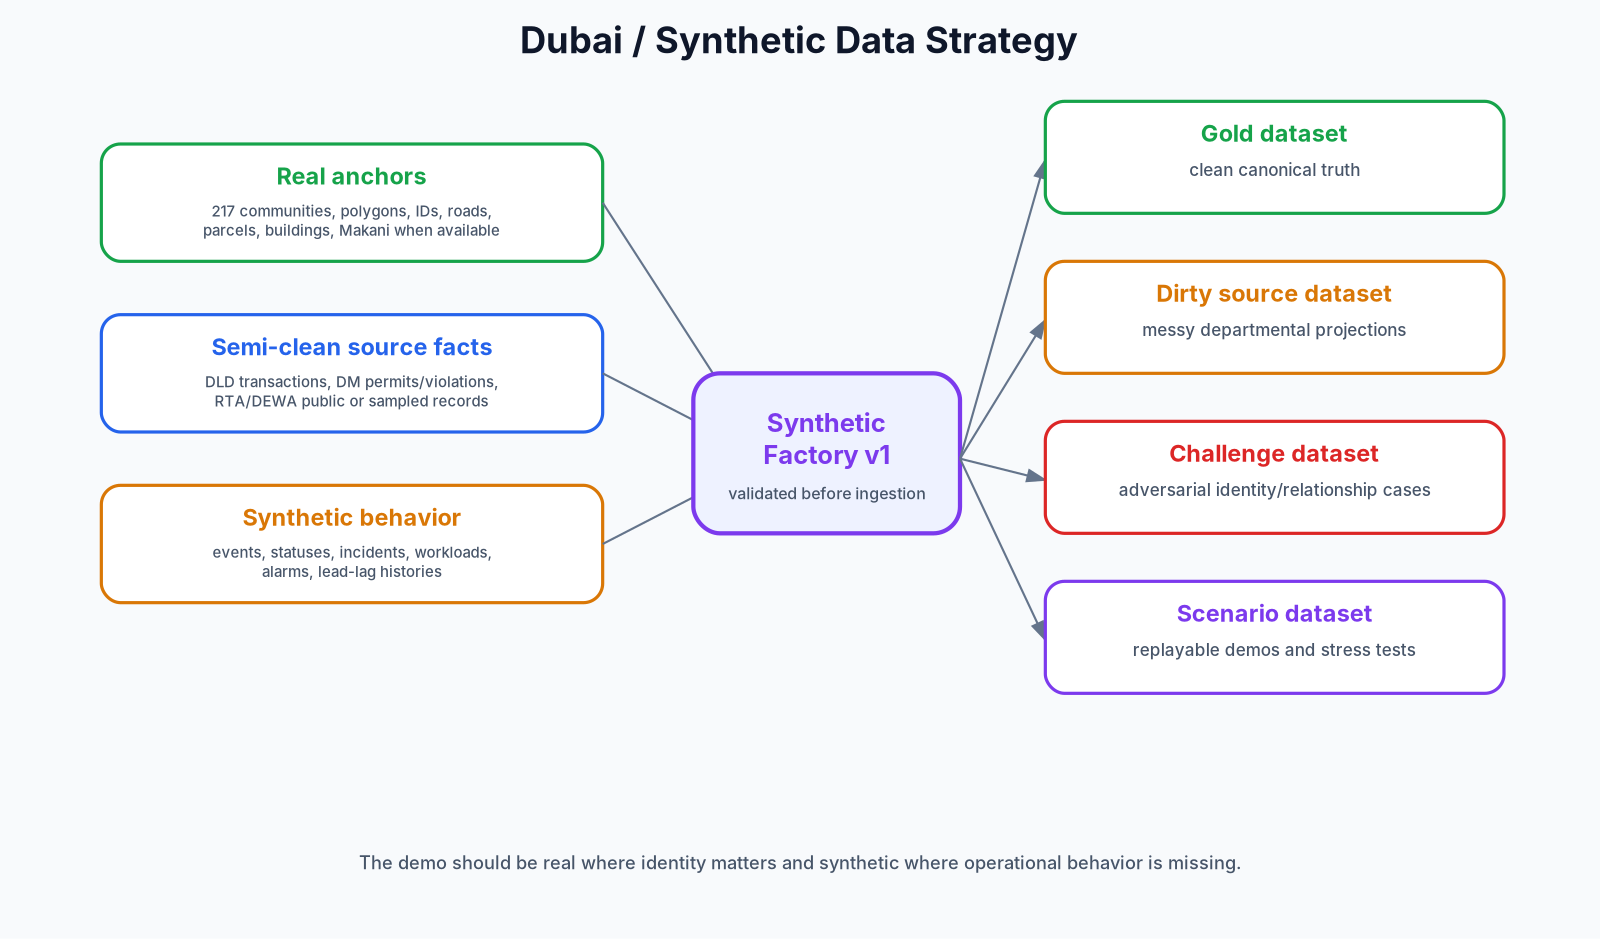 Dubai / Synthetic Data Strategy
Real anchors
217 communities, polygons, IDs, roads,
parcels, buildings, Makani when available
Semi-clean source facts
DLD transactions, DM permits/violations,
RTA/DEWA public or sampled records
Synthetic behavior
events, statuses, incidents, workloads,
alarms, lead-lag histories
Synthetic
Factory v1
validated before ingestion
Gold dataset
clean canonical truth
Dirty source dataset
messy departmental projections
Challenge dataset
adversarial identity/relationship cases
Scenario dataset
replayable demos and stress tests
The demo should be real where identity matters and synthetic where operational behavior is missing.